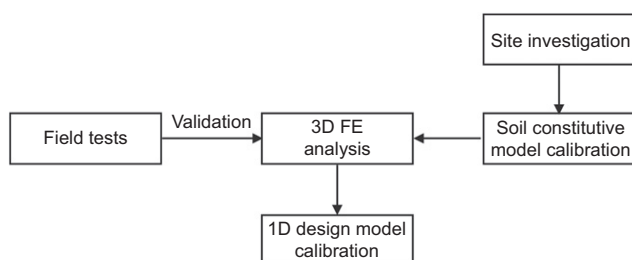 Site investigation
Field tests
Validation
3D FE
analysis
Soil constitutive
model calibration
1D design model
calibration